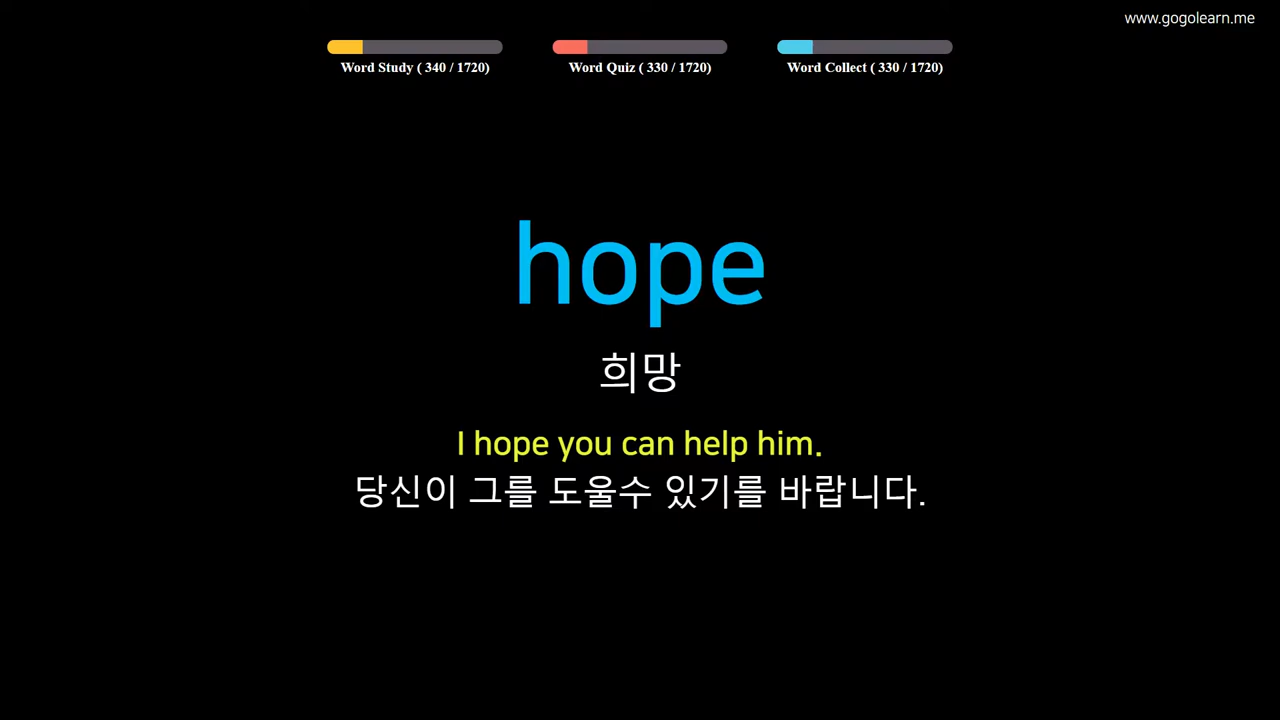 www.gogolearn.me
Word Study ( 340 / 1720)
Word Quiz ( 330 / 1720)
Word Collect ( 330 / 1720)
hope
희망
I hope you can help him.
당신이 그를 도울수 있기를 바랍니다.